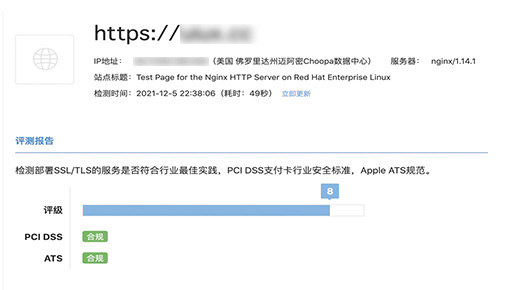 https://
IP地址： （美国 佛罗里达州迈阿密Choopa数据中心） 服务器： nginx/1.14.1
站点标题： Test Page for the Nginx HTTP Server on Red Hat Enterprise Linux
检测时间： 2021-12-5 22:38:06（耗时：49秒） 立即更新
评测报告
检测部署SSL/TLS的服务是否符合行业最佳实践，PCI DSS支付卡行业安全标准，Apple ATS规范。
8
评级
PCI DSS 合规
ATS 合规